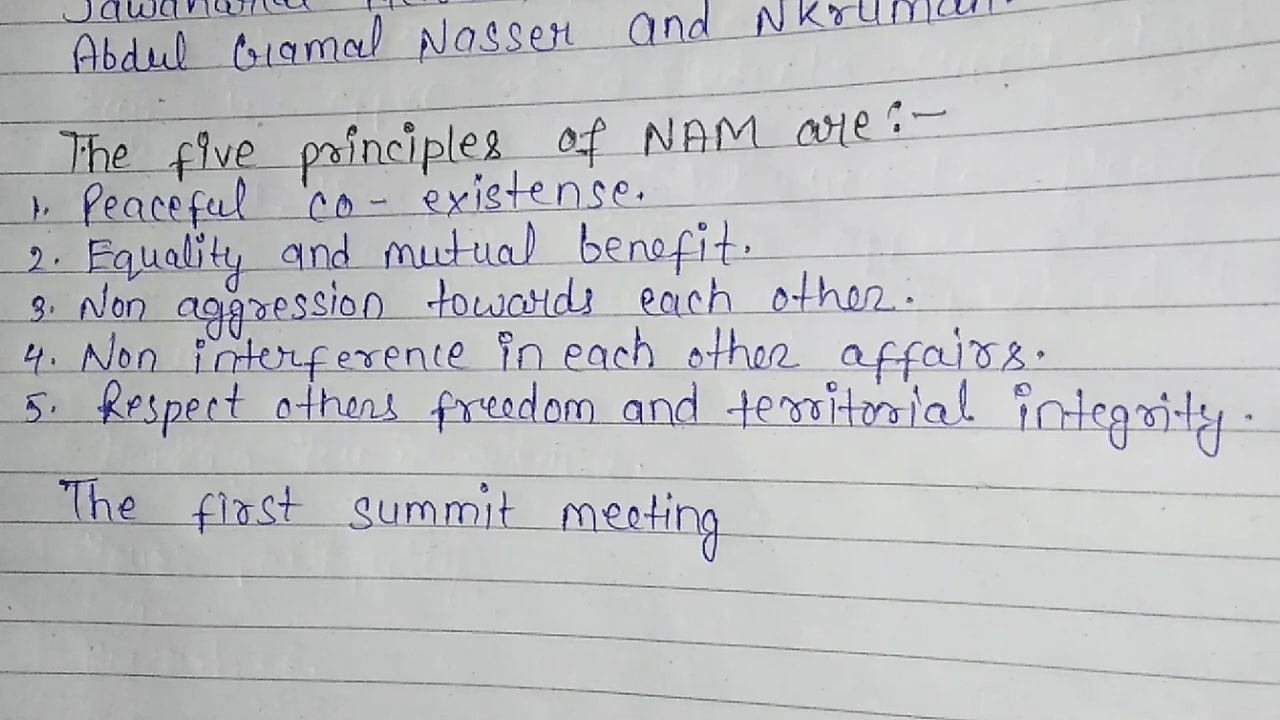 Abdul Gamal Nasser and Nkrumah
The five principles of NAM are :-
1. Peaceful co - existense.
2. Equality and mutual benefit.
3. Non aggression towards each other.
4. Non interference in each other affairs.
5. Respect others freedom and territorial integrity.
The first summit meeting